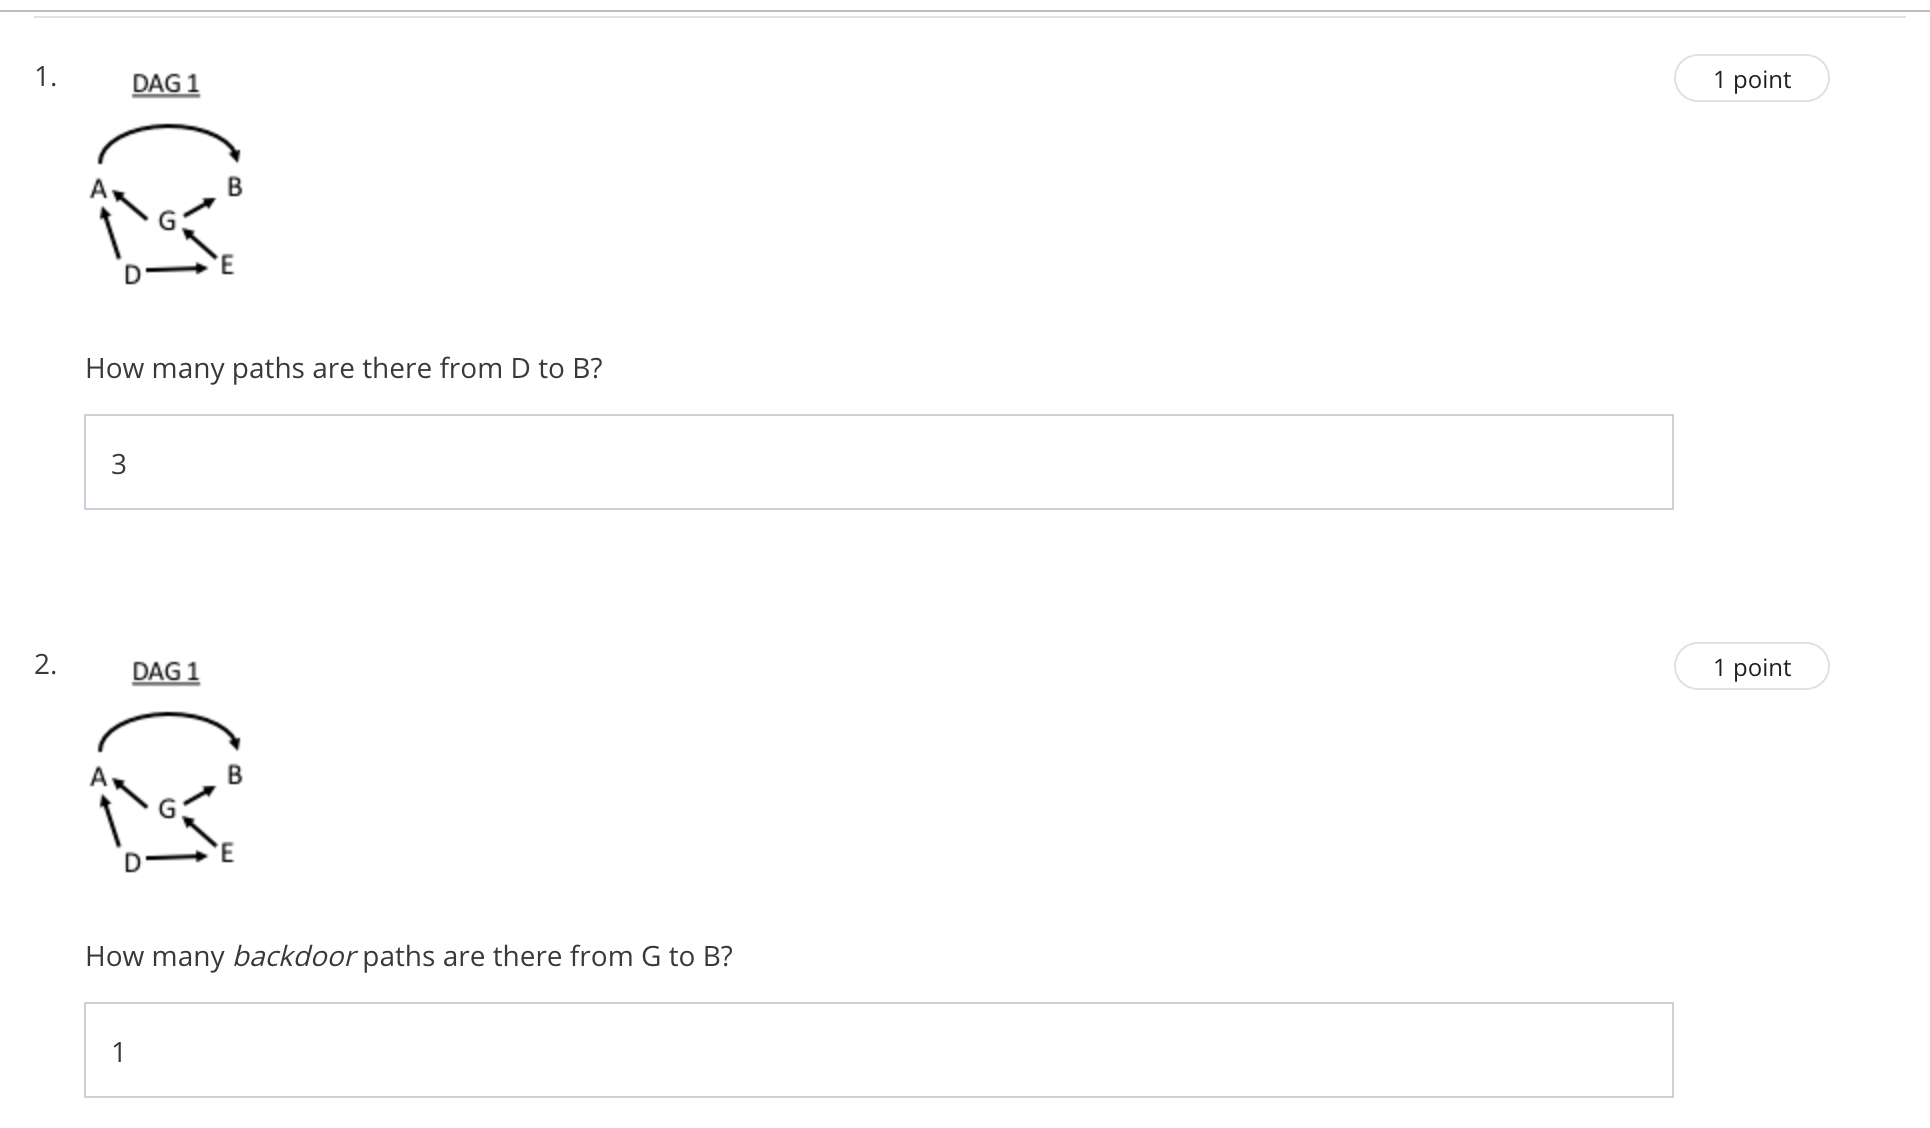 1.
DAG 1
1 point
A
B
G
D
E
How many paths are there from D to B?
3
2.
DAG 1
1 point
A
B
G
D
E
How many backdoor paths are there from G to B?
1